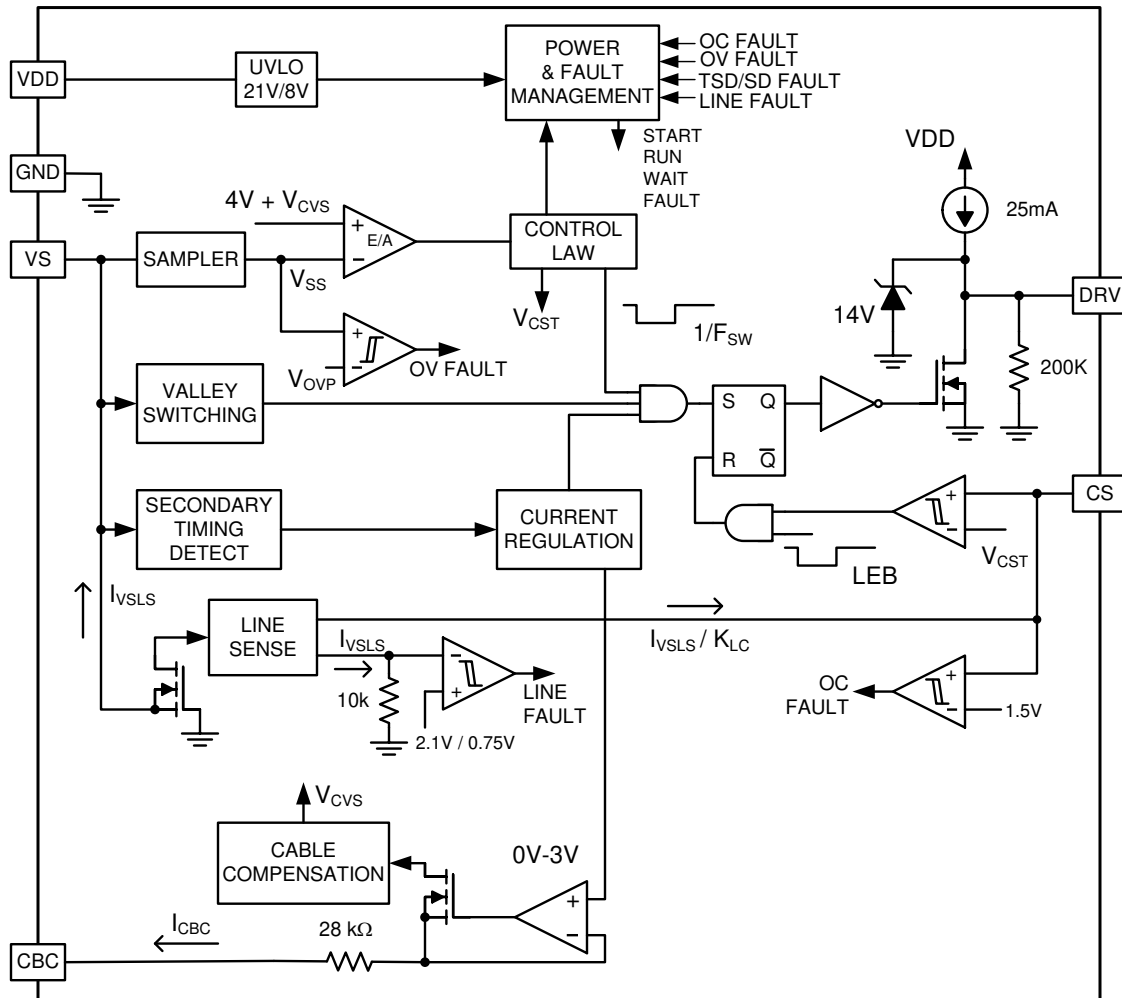 POWER
& FAULT
MANAGEMENT
OC FAULT
OV FAULT
TSD/SD FAULT
LINE FAULT
VDD
UVLO
21V/8V
START
RUN
WAIT
FAULT
VDD
GND
25mA
4V + VCVS
+
E/A
−
CONTROL
LAW
VS
SAMPLER
VSS
VCST
DRV
14V
1/FSW
200K
+
−
OV FAULT
VOVP
VALLEY
SWITCHING
S Q
R Q
CS
SECONDARY
TIMING
DETECT
CURRENT
REGULATION
+
−
VCST
LEB
IVSLS
LINE
SENSE
IVSLS
IVSLS / KLC
−
+
10k
LINE
FAULT
2.1V / 0.75V
OC
FAULT
+
−
1.5V
VCVS
CABLE
COMPENSATION
0V-3V
+
−
ICBC
28 kΩ
CBC